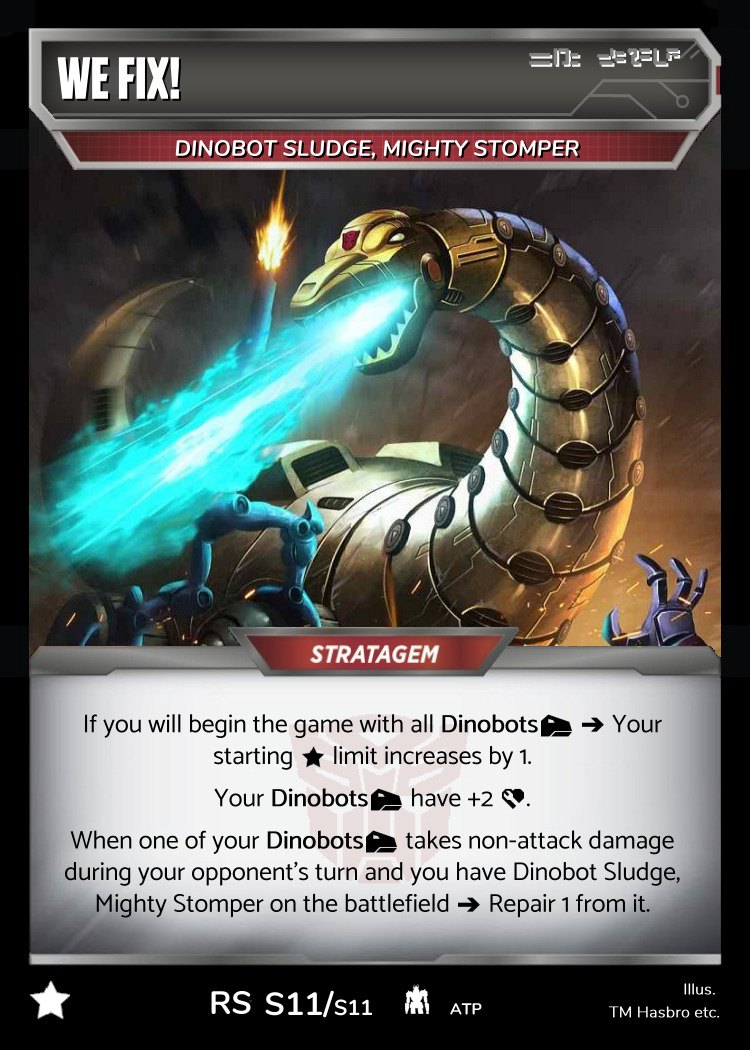 WE FIX!
DINOBOT SLUDGE, MIGHTY STOMPER
STRATAGEM
If you will begin the game with all Dinobots ➔ Your
starting ★ limit increases by 1.
Your Dinobots have +2 .
When one of your Dinobots takes non-attack damage
during your opponent's turn and you have Dinobot Sludge,
Mighty Stomper on the battlefield ➔ Repair 1 from it.
RS S11/S11 ATP
Illus.
TM Hasbro etc.